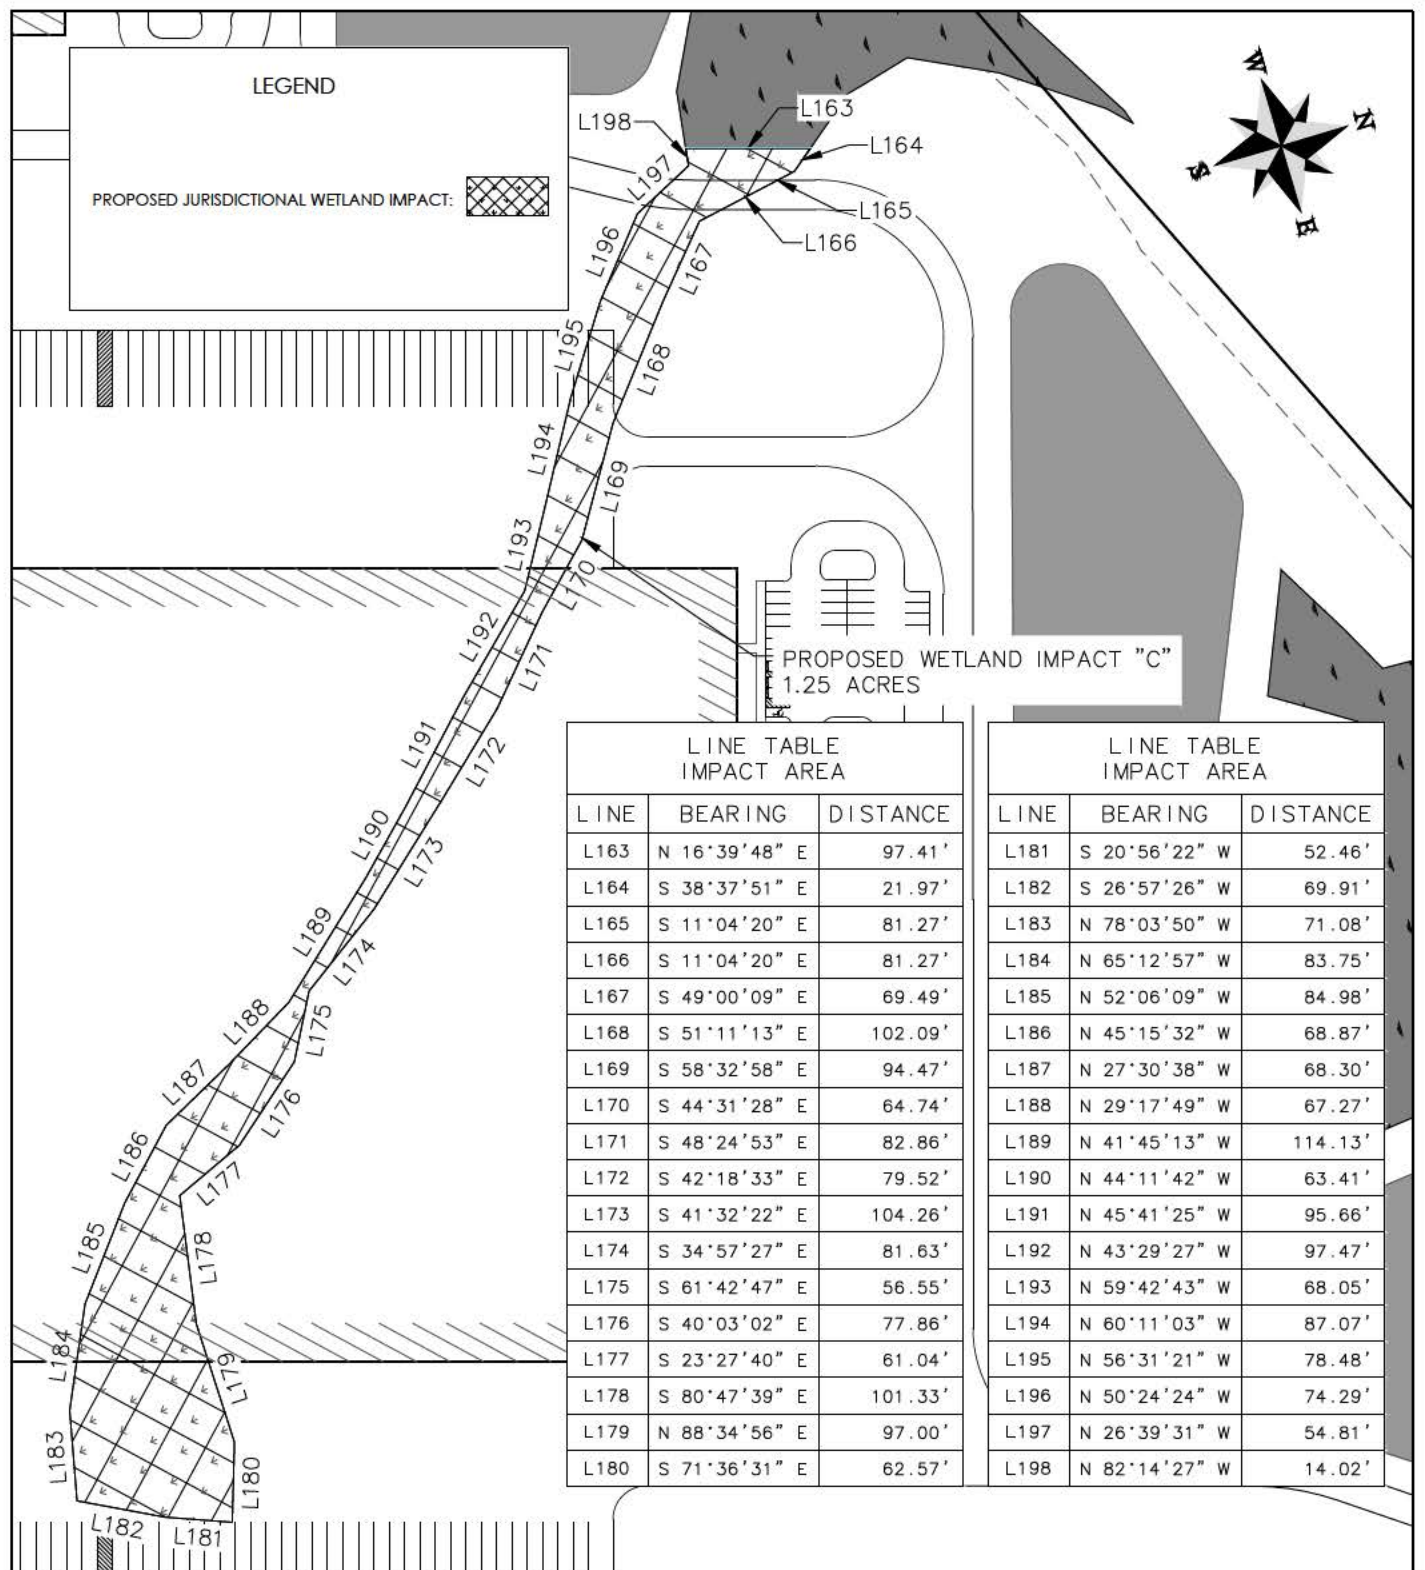 LEGEND
PROPOSED JURISDICTIONAL WETLAND IMPACT:
W
N
S
E
L163
L198
L164
L197
L165
L166
L196
L167
L195
L168
L194
L169
L193
L170
L192
L171
PROPOSED WETLAND IMPACT "C"
1.25 ACRES
L191
L172
L190
L173
L189
L174
L188
L175
L187
L176
L186
L177
L185
L178
L184
L179
L183
L180
L182
L181
LINE TABLE
IMPACT AREA
LINE BEARING DISTANCE
L163 N 16°39'48" E 97.41'
L164 S 38°37'51" E 21.97'
L165 S 11°04'20" E 81.27'
L166 S 11°04'20" E 81.27'
L167 S 49°00'09" E 69.49'
L168 S 51°11'13" E 102.09'
L169 S 58°32'58" E 94.47'
L170 S 44°31'28" E 64.74'
L171 S 48°24'53" E 82.86'
L172 S 42°18'33" E 79.52'
L173 S 41°32'22" E 104.26'
L174 S 34°57'27" E 81.63'
L175 S 61°42'47" E 56.55'
L176 S 40°03'02" E 77.86'
L177 S 23°27'40" E 61.04'
L178 S 80°47'39" E 101.33'
L179 N 88°34'56" E 97.00'
L180 S 71°36'31" E 62.57'
LINE TABLE
IMPACT AREA
LINE BEARING DISTANCE
L181 S 20°56'22" W 52.46'
L182 S 26°57'26" W 69.91'
L183 N 78°03'50" W 71.08'
L184 N 65°12'57" W 83.75'
L185 N 52°06'09" W 84.98'
L186 N 45°15'32" W 68.87'
L187 N 27°30'38" W 68.30'
L188 N 29°17'49" W 67.27'
L189 N 41°45'13" W 114.13'
L190 N 44°11'42" W 63.41'
L191 N 45°41'25" W 95.66'
L192 N 43°29'27" W 97.47'
L193 N 59°42'43" W 68.05'
L194 N 60°11'03" W 87.07'
L195 N 56°31'21" W 78.48'
L196 N 50°24'24" W 74.29'
L197 N 26°39'31" W 54.81'
L198 N 82°14'27" W 14.02'